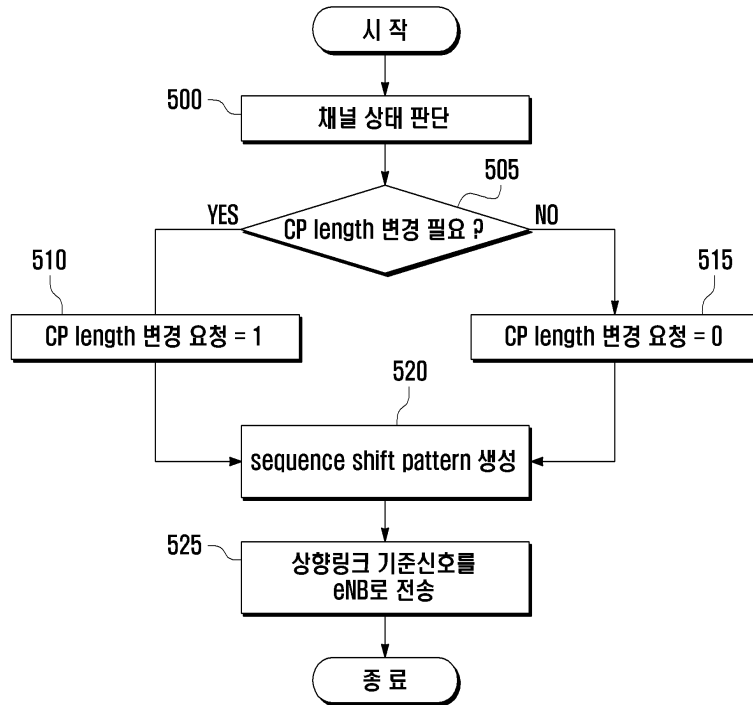 시 작
500
채널 상태 판단
505
YES
CP length 변경 필요 ?
NO
510
515
CP length 변경 요청 = 1
CP length 변경 요청 = 0
520
sequence shift pattern 생성
525
상향링크 기준신호를
eNB로 전송
종 료